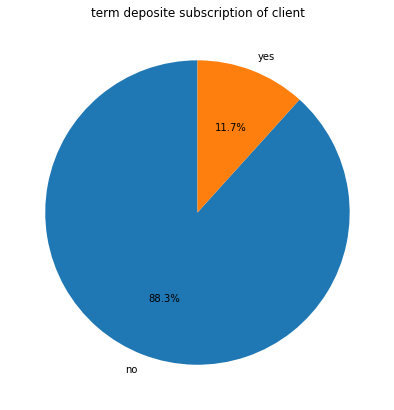 term deposite subscription of client
yes
11.7%
88.3%
no